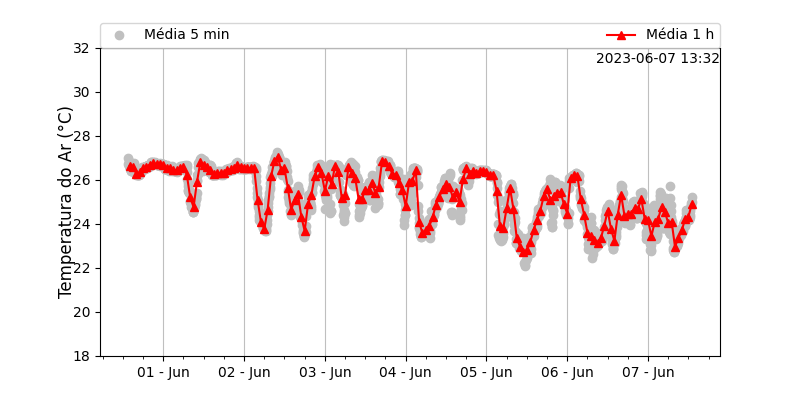 Média 5 min
Média 1 h
2023-06-07 13:32
Temperatura do Ar (°C)
32
30
28
26
24
22
20
18
01 - Jun
02 - Jun
03 - Jun
04 - Jun
05 - Jun
06 - Jun
07 - Jun